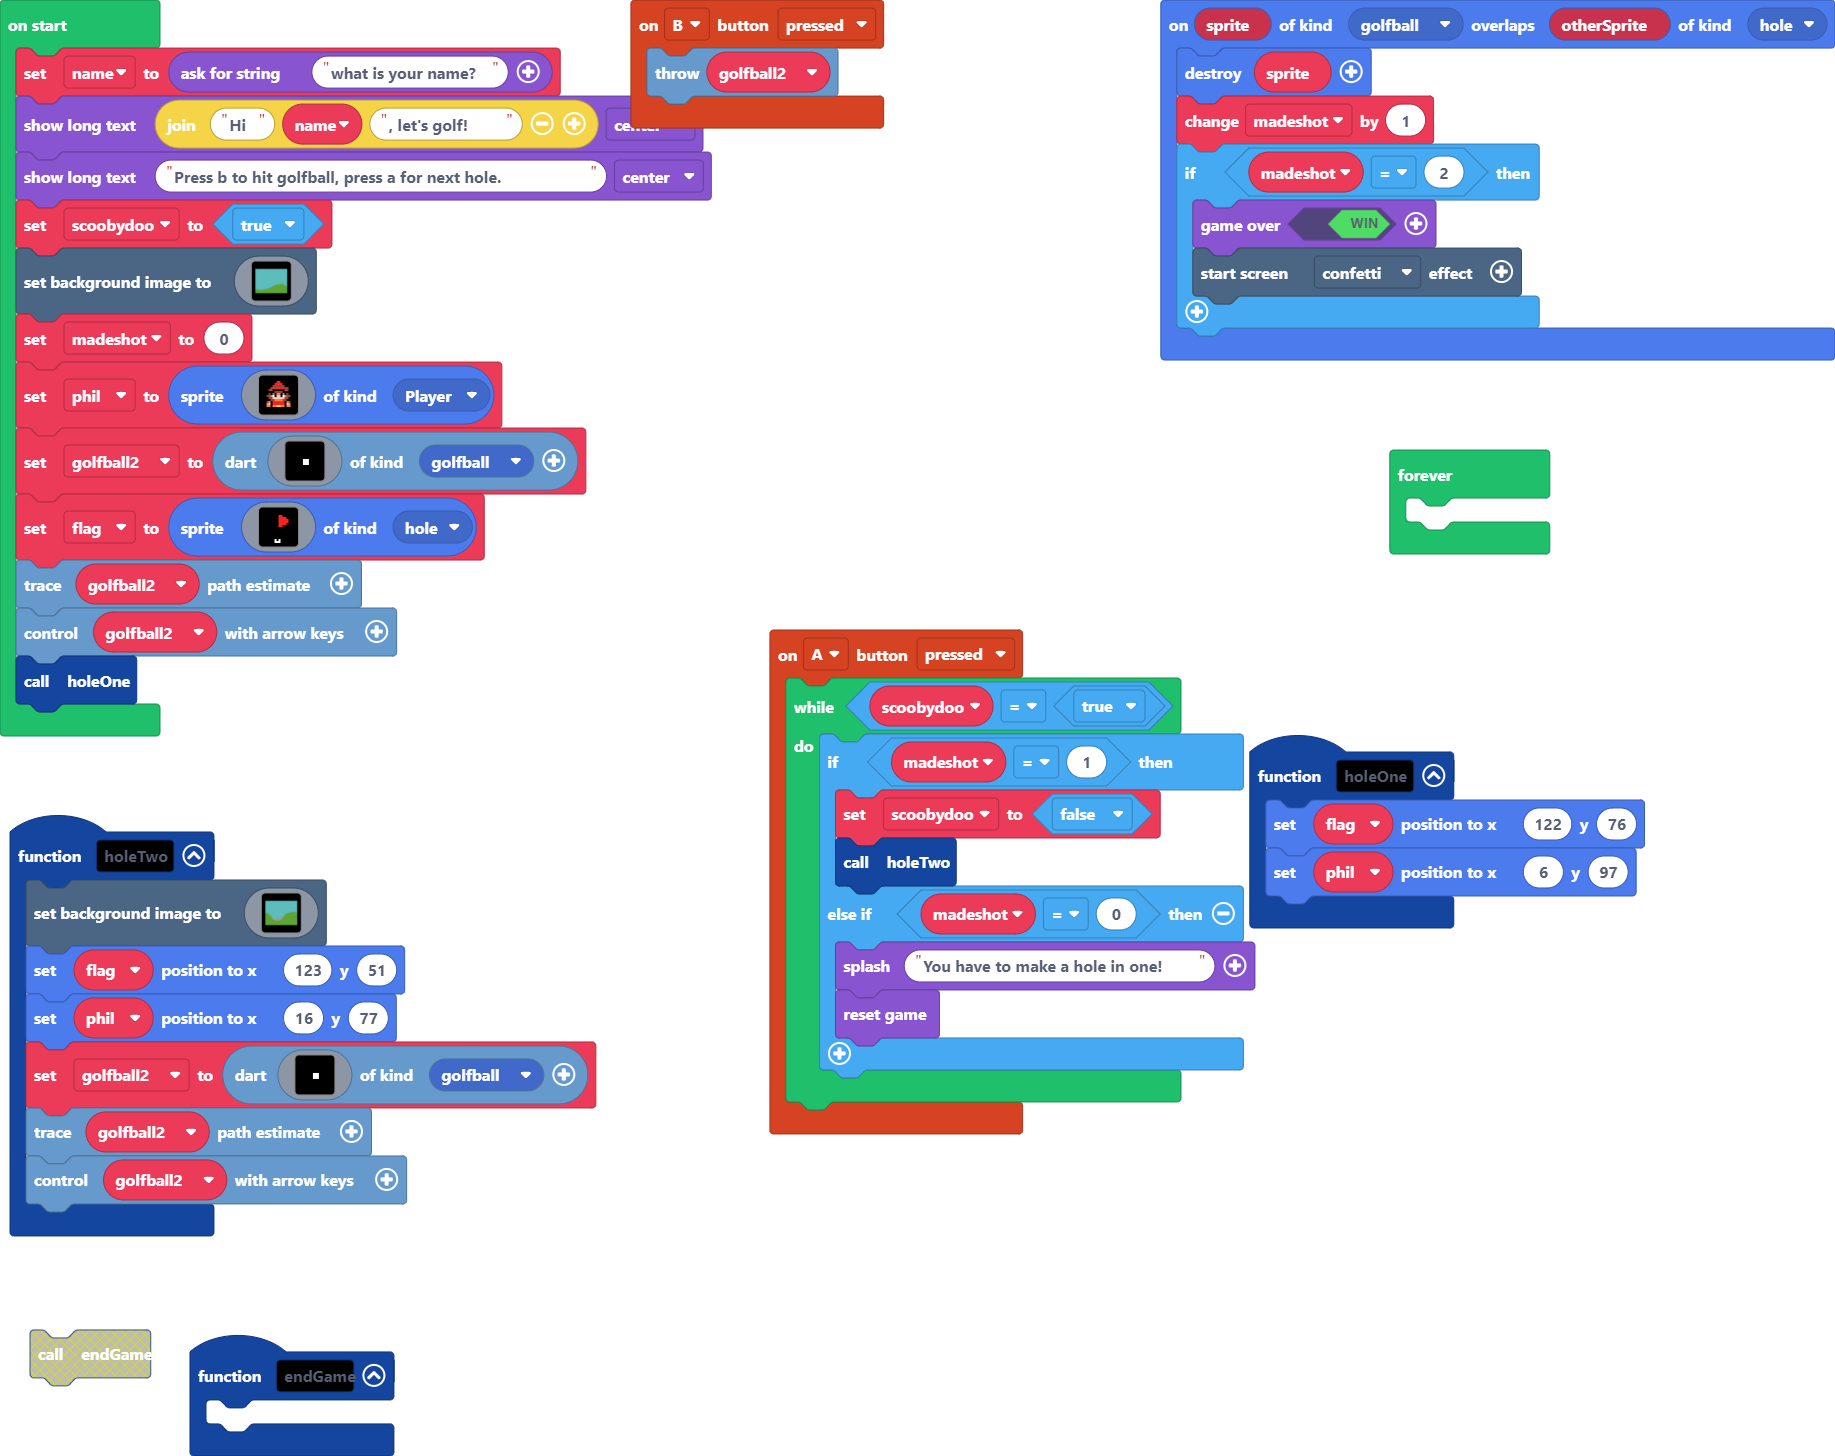 on start
set name to ask for string "what is your name?"
show long text join "Hi " name ", let's golf! "
show long text "Press b to hit golfball, press a for next hole. " center
set scoobydoo to true
set background image to
set madeshot to 0
set phil to sprite of kind Player
set golfball2 to dart of kind golfball
set flag to sprite of kind hole
trace golfball2 path estimate
control golfball2 with arrow keys
call holeOne
on B button pressed
throw golfball2
on sprite of kind golfball overlaps otherSprite of kind hole
destroy sprite
change madeshot by 1
if madeshot = 2 then
game over WIN
start screen confetti effect
forever
on A button pressed
while scoobydoo = true
do
if madeshot = 1 then
set scoobydoo to false
call holeTwo
else if madeshot = 0 then
splash "You have to make a hole in one! "
reset game
function holeOne
set flag position to x 122 y 76
set phil position to x 6 y 97
function holeTwo
set background image to
set flag position to x 123 y 51
set phil position to x 16 y 77
set golfball2 to dart of kind golfball
trace golfball2 path estimate
control golfball2 with arrow keys
call endGame
function endGame